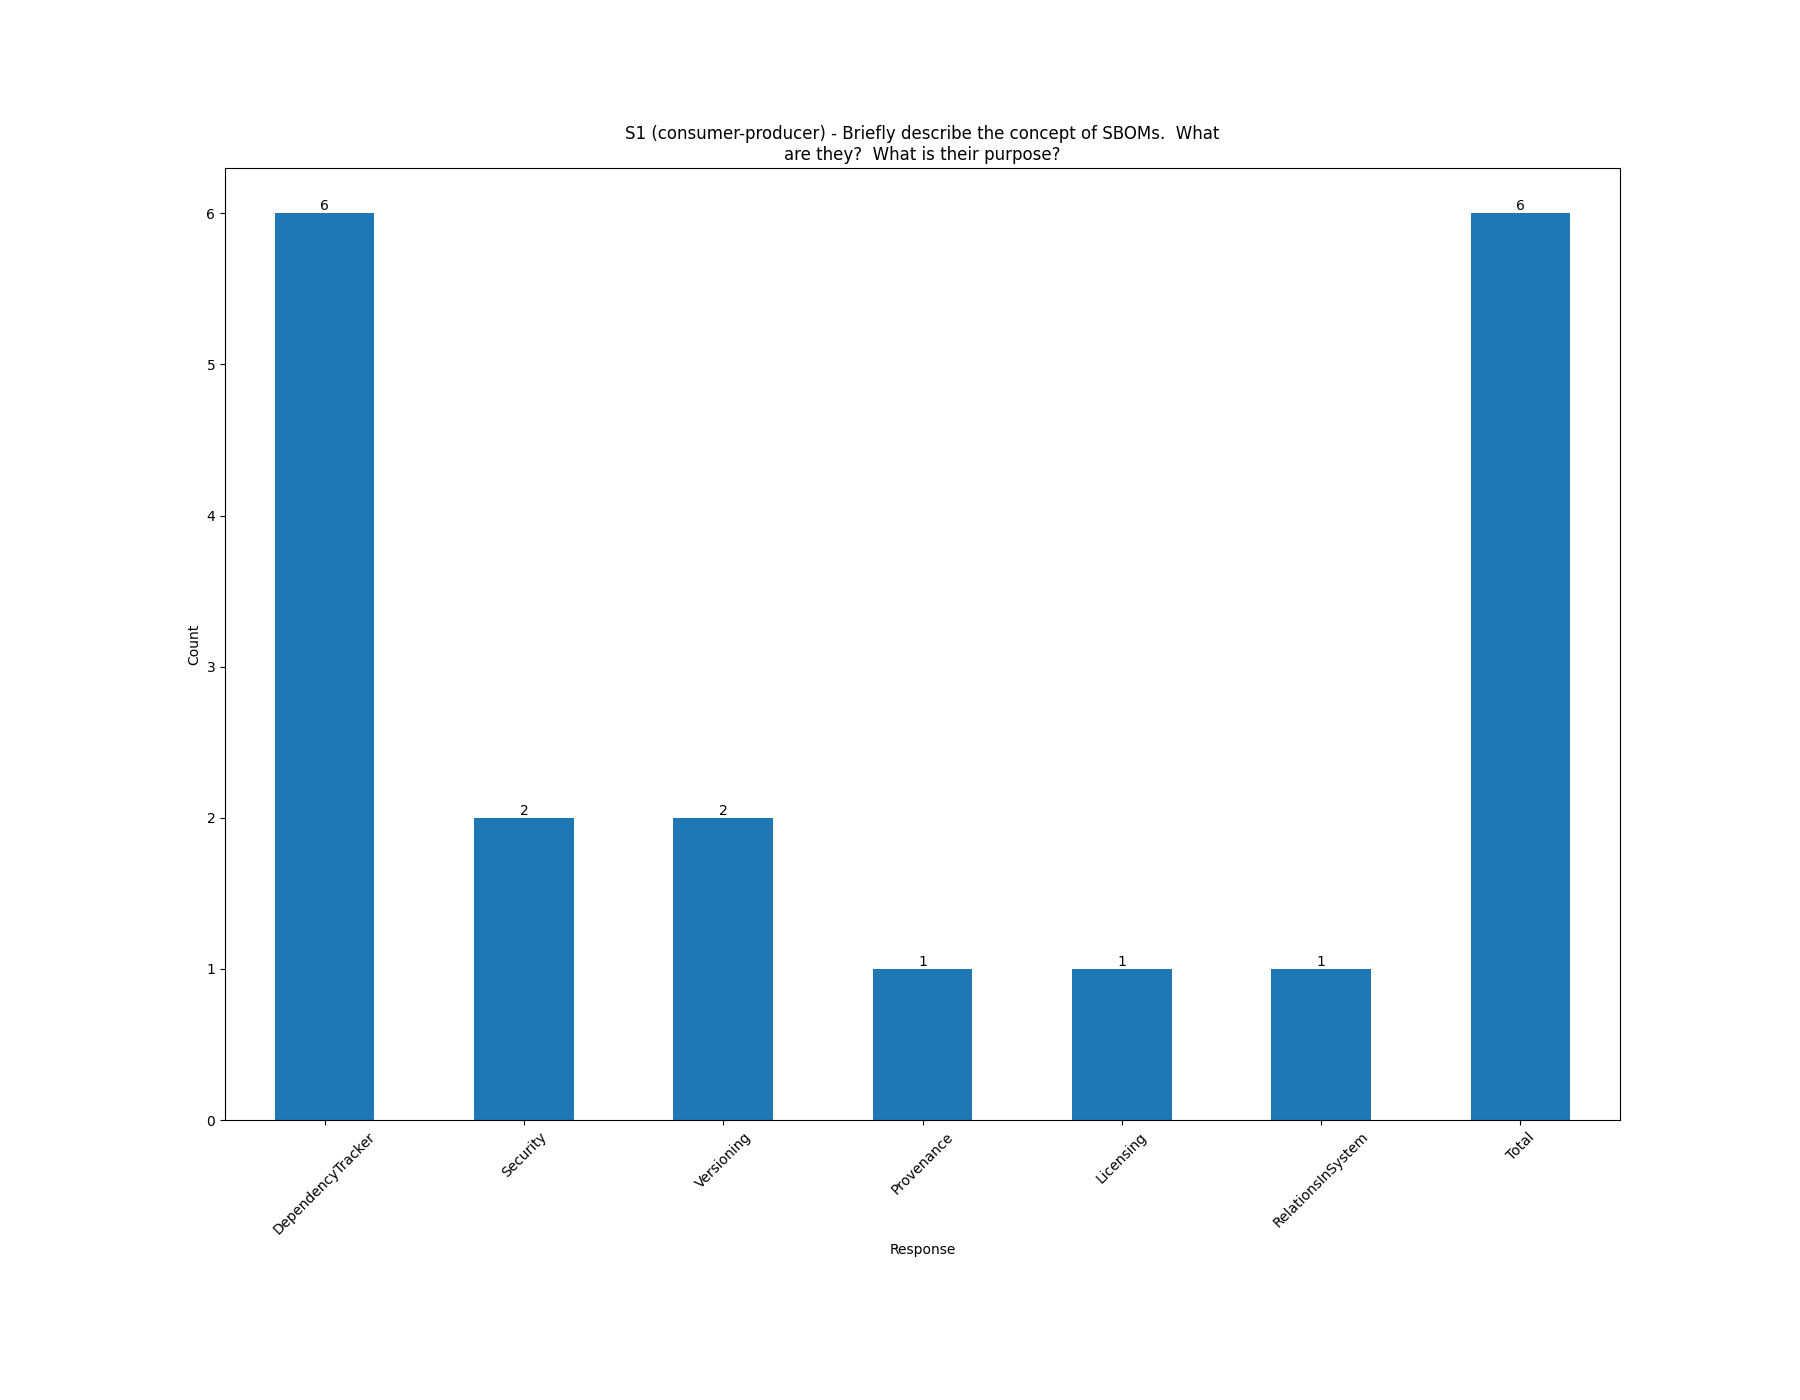 S1 (consumer-producer) - Briefly describe the concept of SBOMs.  What
are they?  What is their purpose?
6
6
6
5
4
Count
3
2
2
2
1
1
1
1
0
DependencyTracker
Security
Versioning
Provenance
Licensing
RelationsInSystem
Total
Response